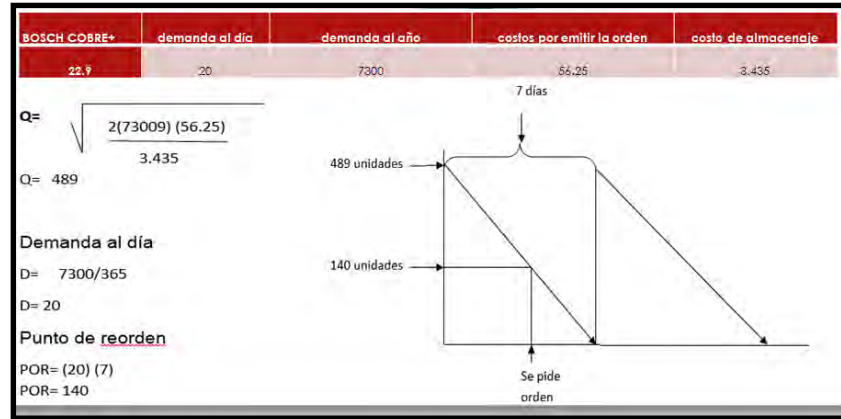 BOSCH COBRE+ demanda al día demanda al año costos por emitir la orden costo de almacenaje
22.9 20 7300 56.25 3.435
7 días
Q= 2(73009) (56.25)
3.435
489 unidades
Q= 489
Demanda al día
D= 7300/365
140 unidades
D= 20
Punto de reorden
POR= (20) (7)
POR= 140
Se pide
orden